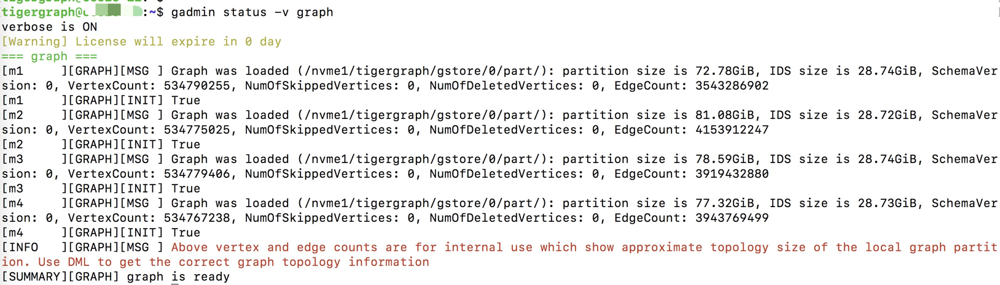 tigergraph@:~$ gadmin status -v graph
verbose is ON
[Warning] License will expire in 0 day
=== graph ===
[m1     ][GRAPH][MSG ] Graph was loaded (/nvme1/tigergraph/gstore/0/part/): partition size is 72.78GiB, IDS size is 28.74GiB, SchemaVer
sion: 0, VertexCount: 534790255, NumOfSkippedVertices: 0, NumOfDeletedVertices: 0, EdgeCount: 3543286902
[m1     ][GRAPH][INIT] True
[m2     ][GRAPH][MSG ] Graph was loaded (/nvme1/tigergraph/gstore/0/part/): partition size is 81.08GiB, IDS size is 28.72GiB, SchemaVer
sion: 0, VertexCount: 534775025, NumOfSkippedVertices: 0, NumOfDeletedVertices: 0, EdgeCount: 4153912247
[m2     ][GRAPH][INIT] True
[m3     ][GRAPH][MSG ] Graph was loaded (/nvme1/tigergraph/gstore/0/part/): partition size is 78.59GiB, IDS size is 28.74GiB, SchemaVer
sion: 0, VertexCount: 534779406, NumOfSkippedVertices: 0, NumOfDeletedVertices: 0, EdgeCount: 3919432880
[m3     ][GRAPH][INIT] True
[m4     ][GRAPH][MSG ] Graph was loaded (/nvme1/tigergraph/gstore/0/part/): partition size is 77.32GiB, IDS size is 28.73GiB, SchemaVer
sion: 0, VertexCount: 534767238, NumOfSkippedVertices: 0, NumOfDeletedVertices: 0, EdgeCount: 3943769499
[m4     ][GRAPH][INIT] True
[INFO   ][GRAPH][MSG ] Above vertex and edge counts are for internal use which show approximate topology size of the local graph partit
ion. Use DML to get the correct graph topology information
[SUMMARY][GRAPH] graph is ready